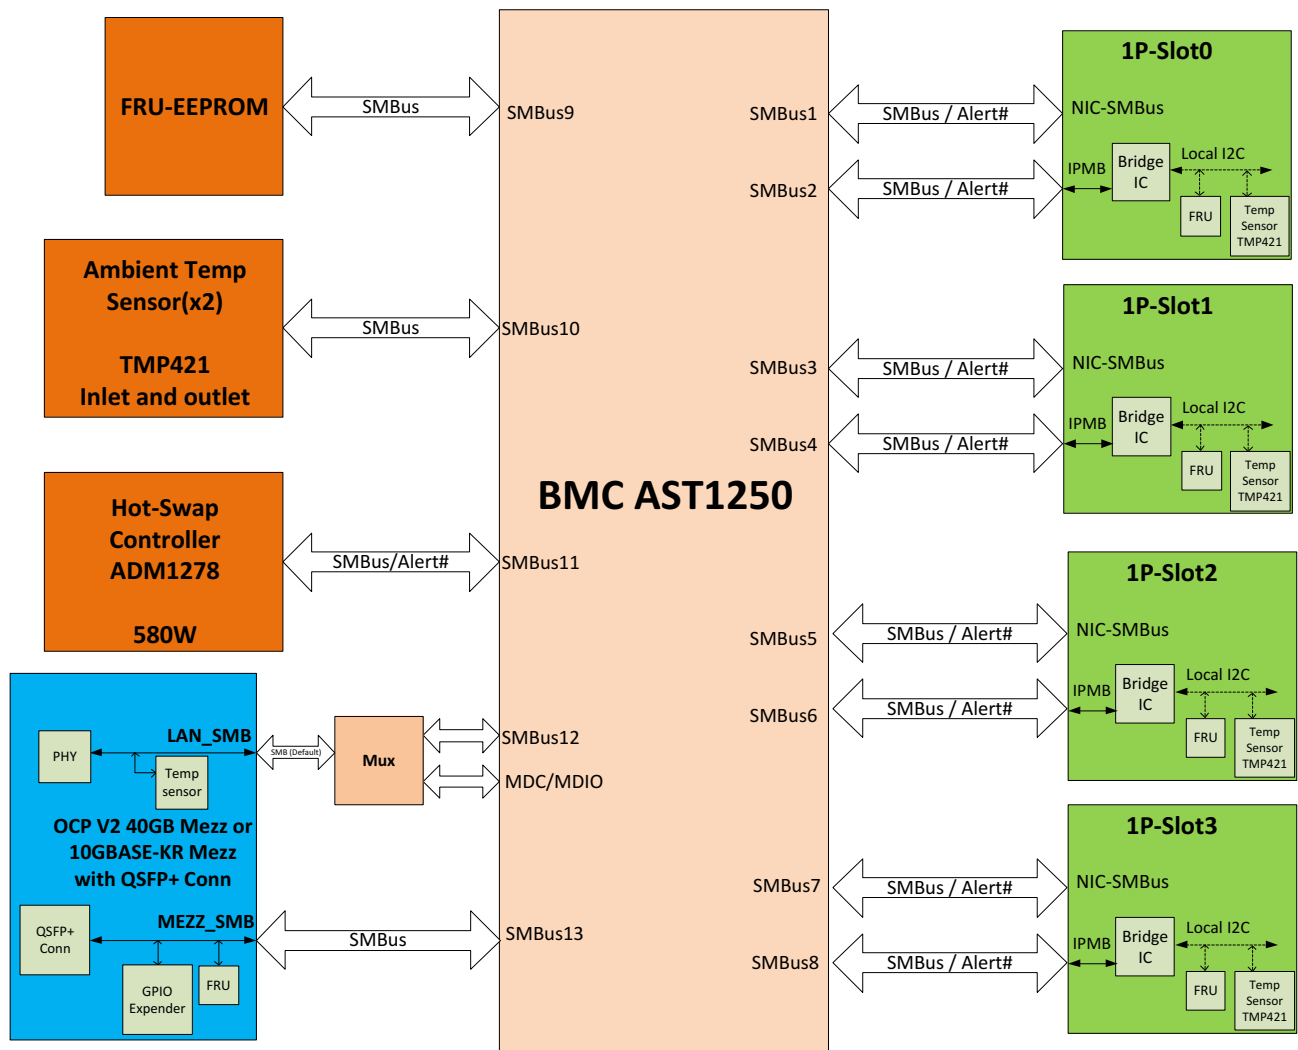 FRU-EEPROM
SMBus
SMBus9
Ambient Temp
Sensor(x2)
TMP421
Inlet and outlet
SMBus
SMBus10
Hot-Swap
Controller
ADM1278
580W
SMBus/Alert#
SMBus11
PHY
LAN_SMB
Temp
sensor
SMB (Default)
Mux
SMBus12
MDC/MDIO
OCP V2 40GB Mezz or
10GBASE-KR Mezz
with QSFP+ Conn
QSFP+
Conn
MEZZ_SMB
GPIO
Expender
FRU
SMBus
SMBus13
BMC AST1250
SMBus1
SMBus / Alert#
SMBus2
SMBus / Alert#
1P-Slot0
NIC-SMBus
IPMB
Bridge
IC
Local I2C
FRU
Temp
Sensor
TMP421
SMBus3
SMBus / Alert#
SMBus4
SMBus / Alert#
1P-Slot1
NIC-SMBus
IPMB
Bridge
IC
Local I2C
FRU
Temp
Sensor
TMP421
SMBus5
SMBus / Alert#
SMBus6
SMBus / Alert#
1P-Slot2
NIC-SMBus
IPMB
Bridge
IC
Local I2C
FRU
Temp
Sensor
TMP421
SMBus7
SMBus / Alert#
SMBus8
SMBus / Alert#
1P-Slot3
NIC-SMBus
IPMB
Bridge
IC
Local I2C
FRU
Temp
Sensor
TMP421